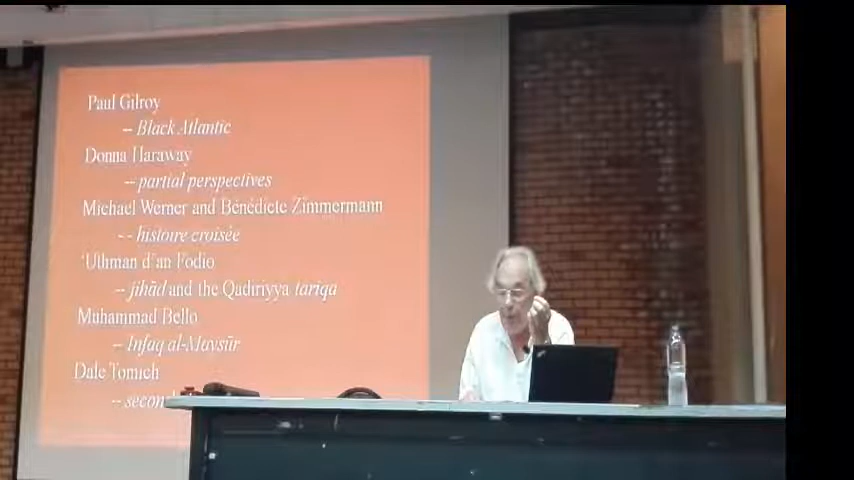 Paul Gilroy
-- Black Atlantic
Donna Haraway
-- partial perspectives
Michael Werner and Bénédicte Zimmermann
-- histoire croisée
'Uthman d'an Fodio
-- jihād and the Qadiriyya tariqa
Muhammad Bello
-- Infaq al-Maysūr
Dale Tomich
-- secon